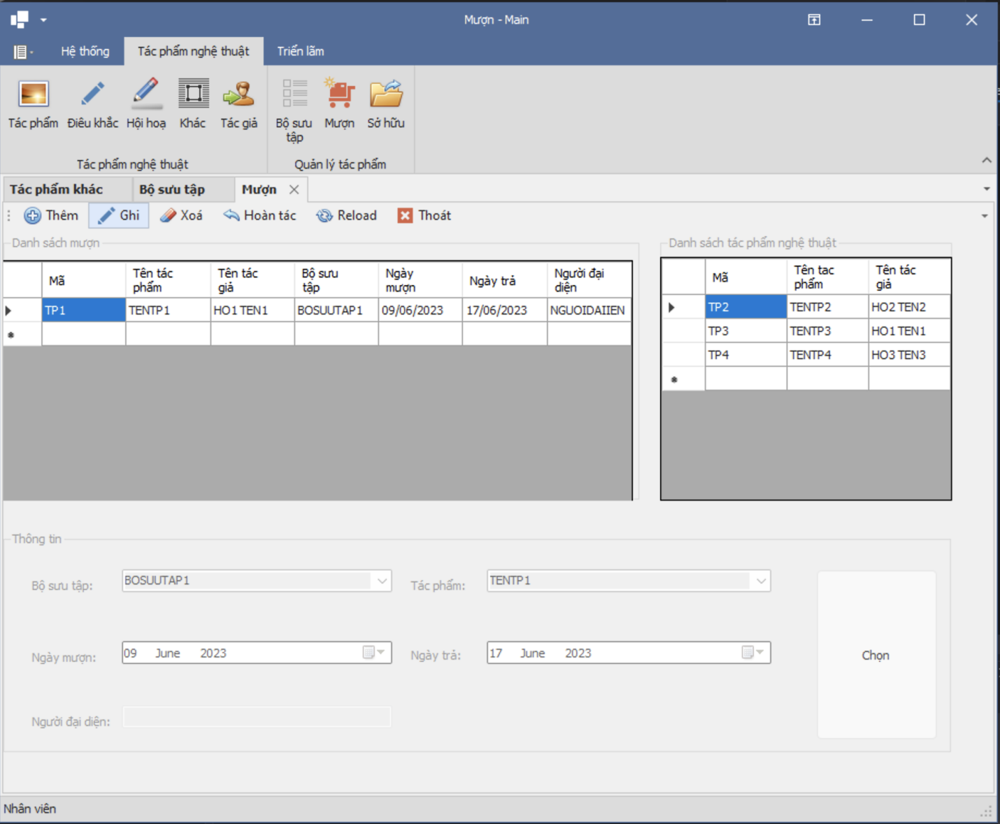 Mượn - Main
Hệ thống
Tác phẩm nghệ thuật
Triển lãm
Tác phẩm
Điêu khắc
Hội hoạ
Khác
Tác giả
Bộ sưu
tập
Mượn
Sở hữu
Tác phẩm nghệ thuật
Quản lý tác phẩm
Tác phẩm khác
Bộ sưu tập
Mượn
Thêm
Ghi
Xoá
Hoàn tác
Reload
Thoát
Danh sách mượn
Mã
Tên tác
phẩm
Tên tác
giả
Bộ sưu
tập
Ngày
mượn
Ngày trả
Người đại
diện
TP1
TENTP1
HO1 TEN1
BOSUUTAP1
09/06/2023
17/06/2023
NGUOIDAIIEN
Danh sách tác phẩm nghệ thuật
Mã
Tên tac
phẩm
Tên tác
giả
TP2
TENTP2
HO2 TEN2
TP3
TENTP3
HO1 TEN1
TP4
TENTP4
HO3 TEN3
Thông tin
Bộ sưu tập:
BOSUUTAP1
Tác phẩm:
TENTP1
Ngày mượn:
09 June 2023
Ngày trả:
17 June 2023
Chọn
Người đại diện:
Nhân viên